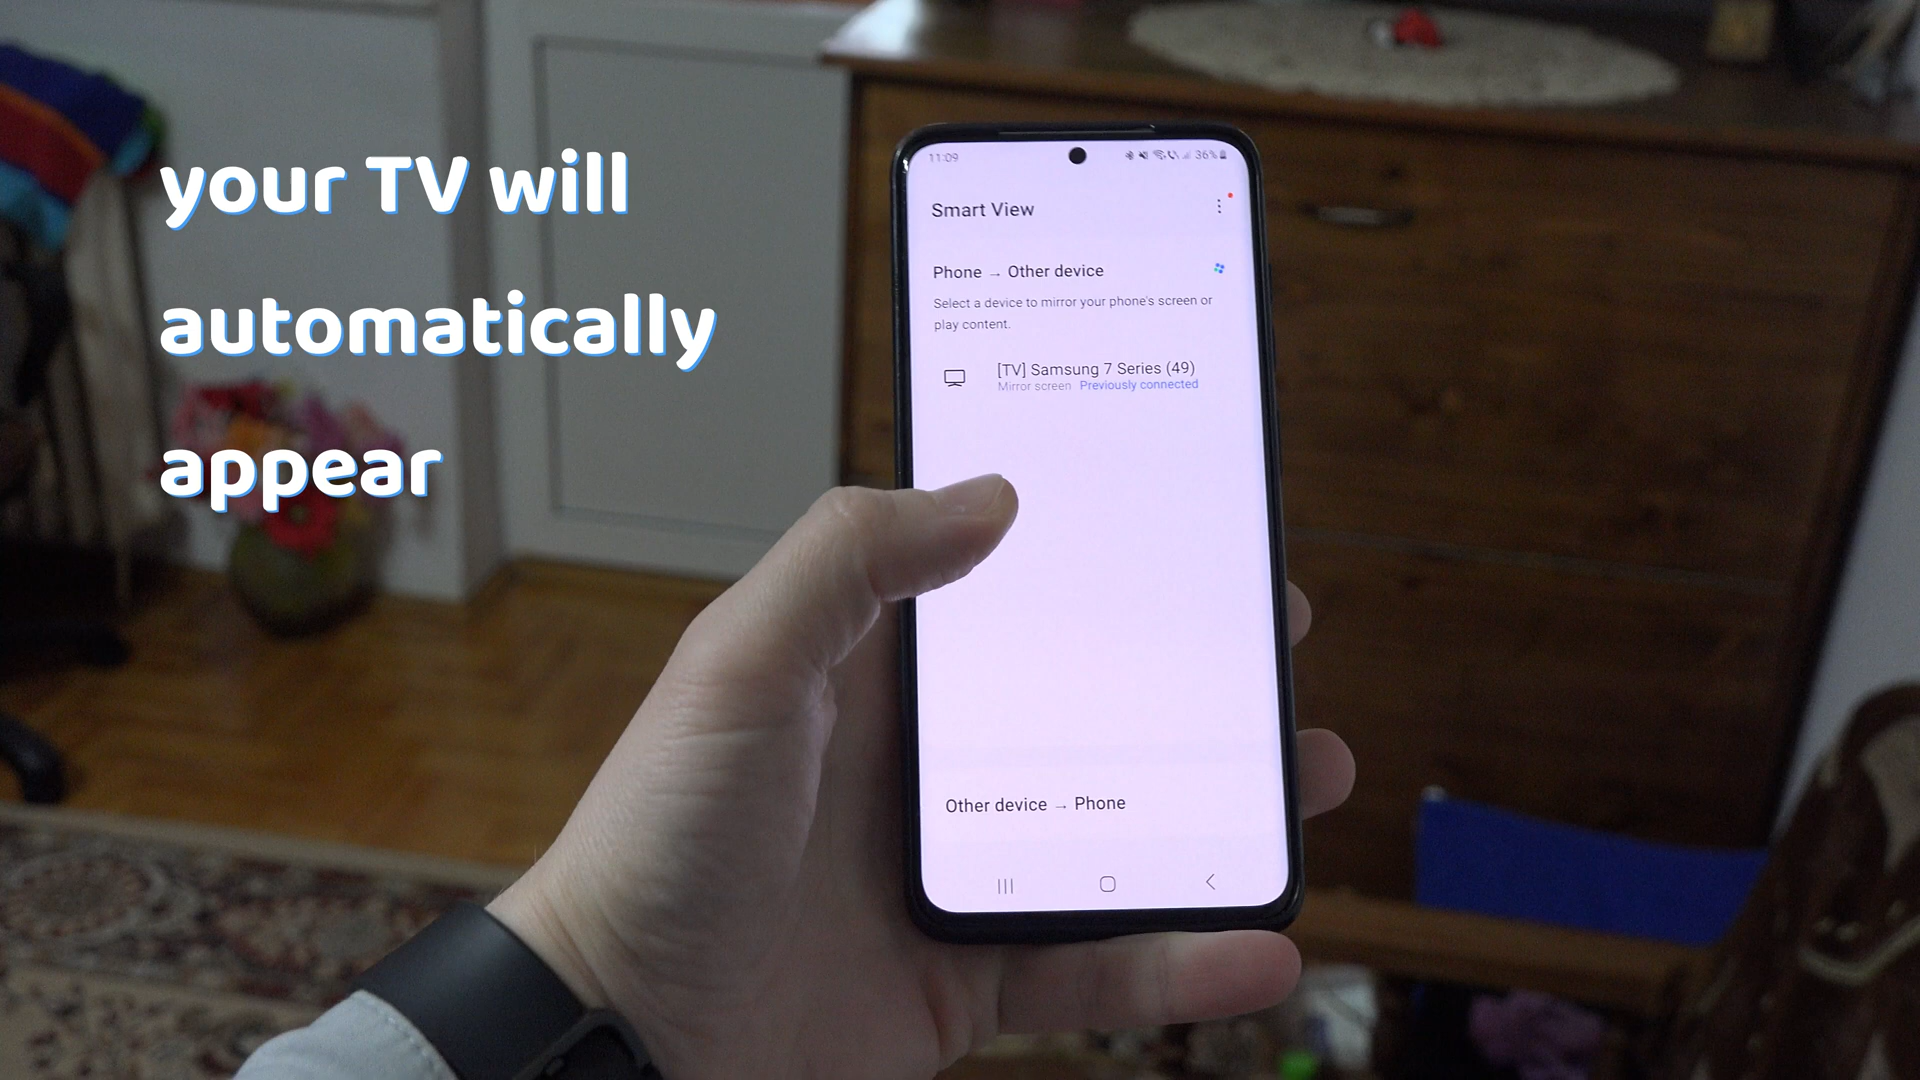 your TV will
automatically
appear
11:09
36%
Smart View
Phone → Other device
Select a device to mirror your phone's screen or
play content.
[TV] Samsung 7 Series (49)
Mirror screen Previously connected
Other device → Phone